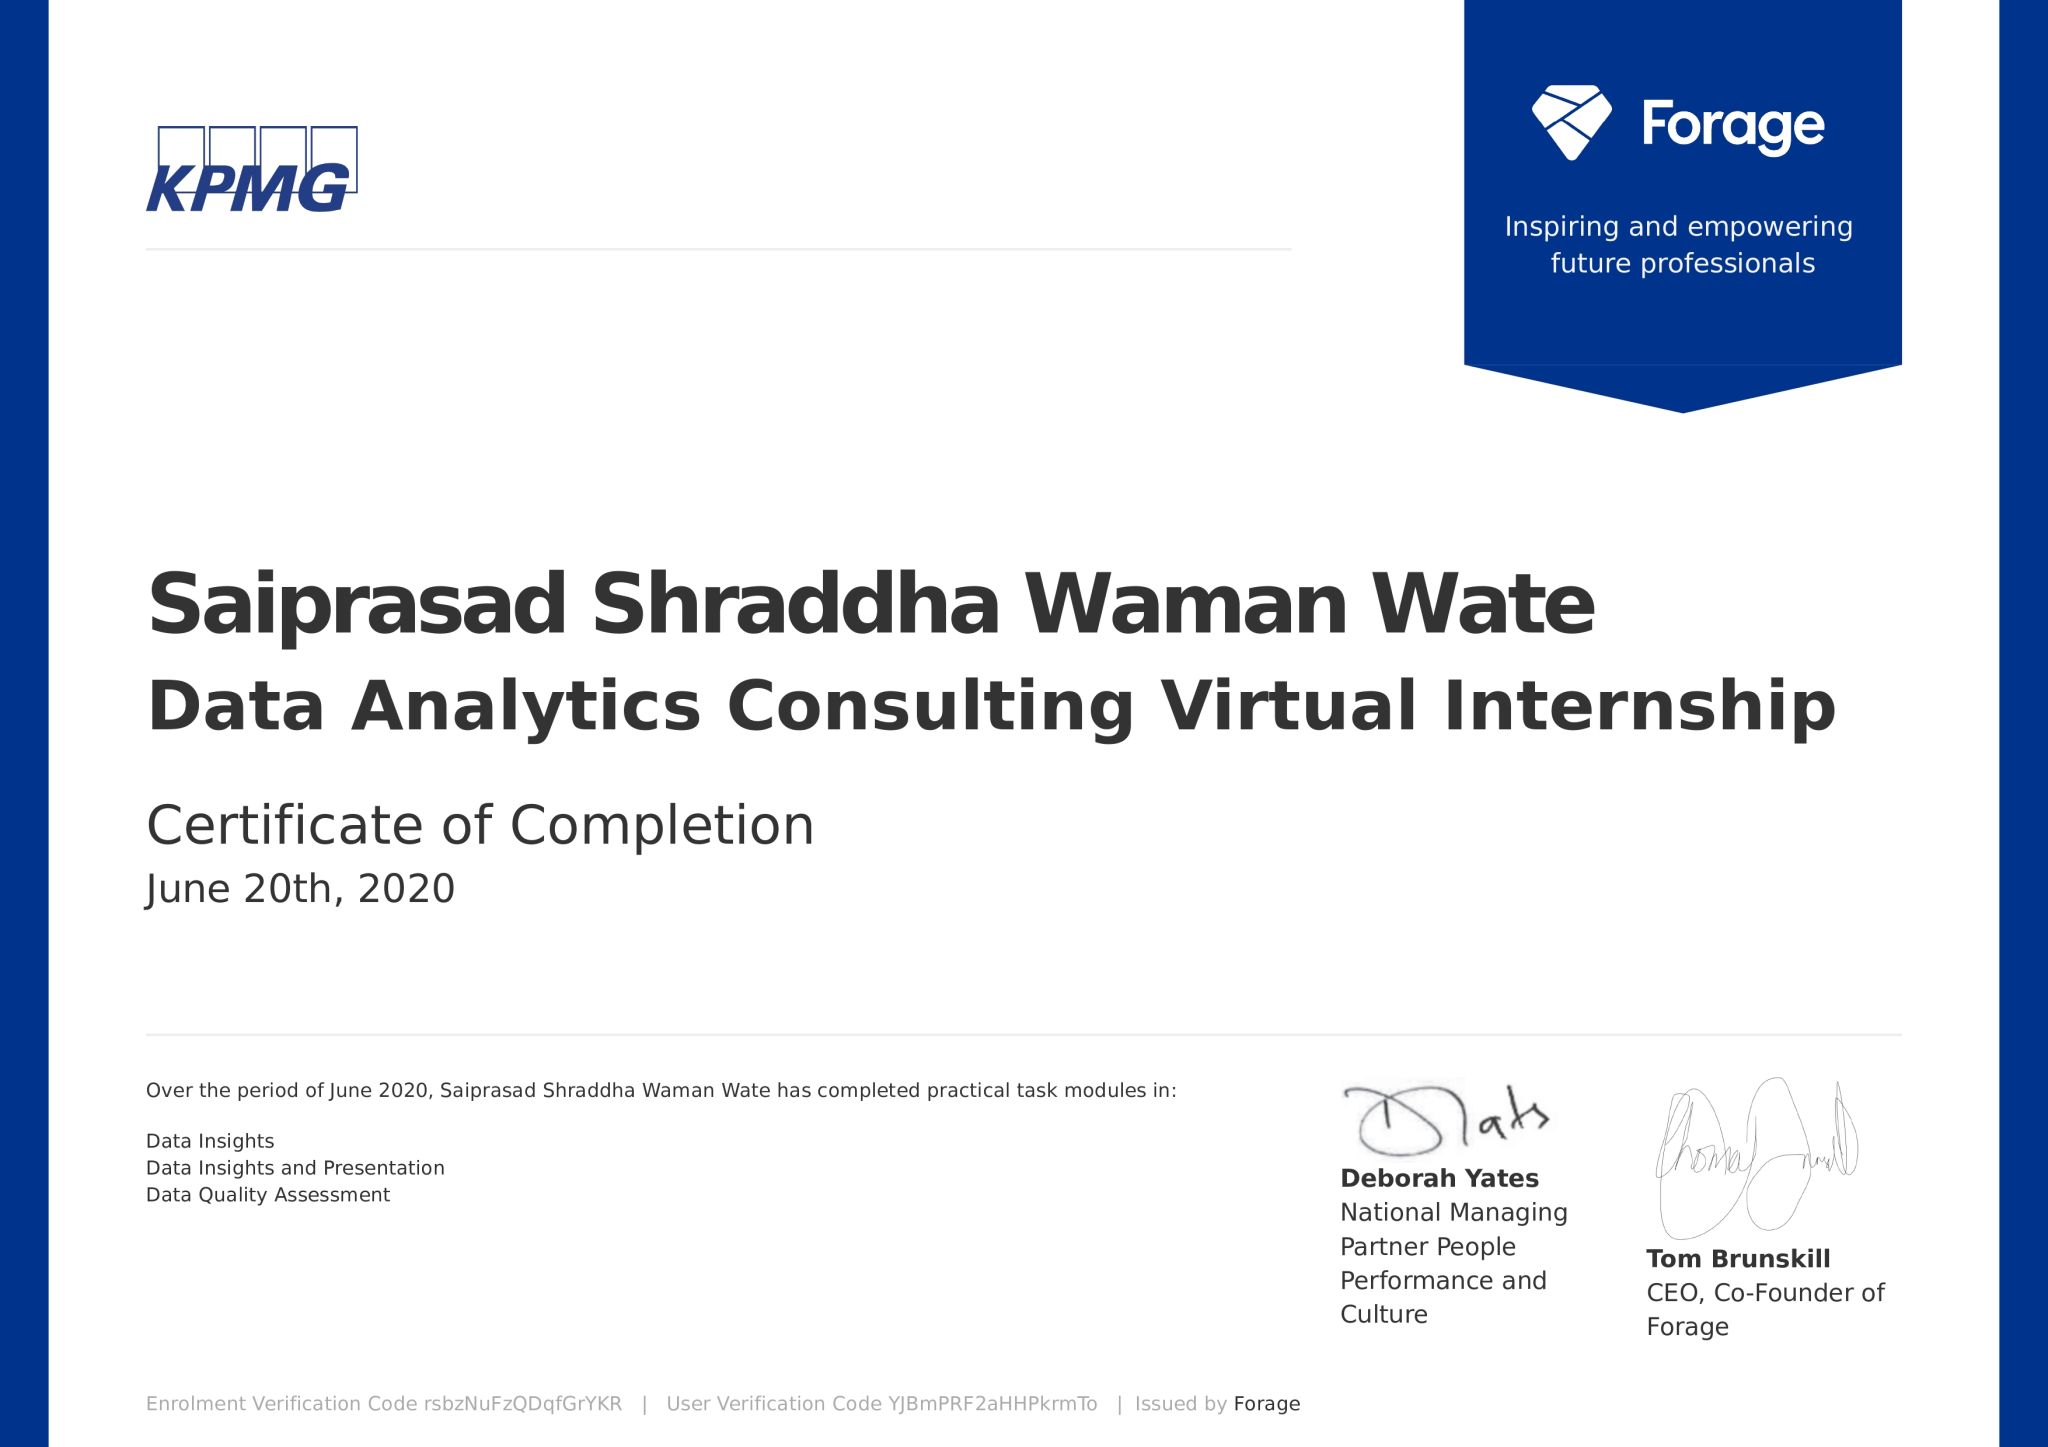 KPMG
Forage
Inspiring and empowering
future professionals
Saiprasad Shraddha Waman Wate
Data Analytics Consulting Virtual Internship
Certificate of Completion
June 20th, 2020
Over the period of June 2020, Saiprasad Shraddha Waman Wate has completed practical task modules in:
Data Insights
Data Insights and Presentation
Data Quality Assessment
Deborah Yates
National Managing
Partner People
Performance and
Culture
Tom Brunskill
CEO, Co-Founder of
Forage
Enrolment Verification Code rsbzNuFzQDqfGrYKR | User Verification Code YJBmPRF2aHHPkrmTo | Issued by Forage